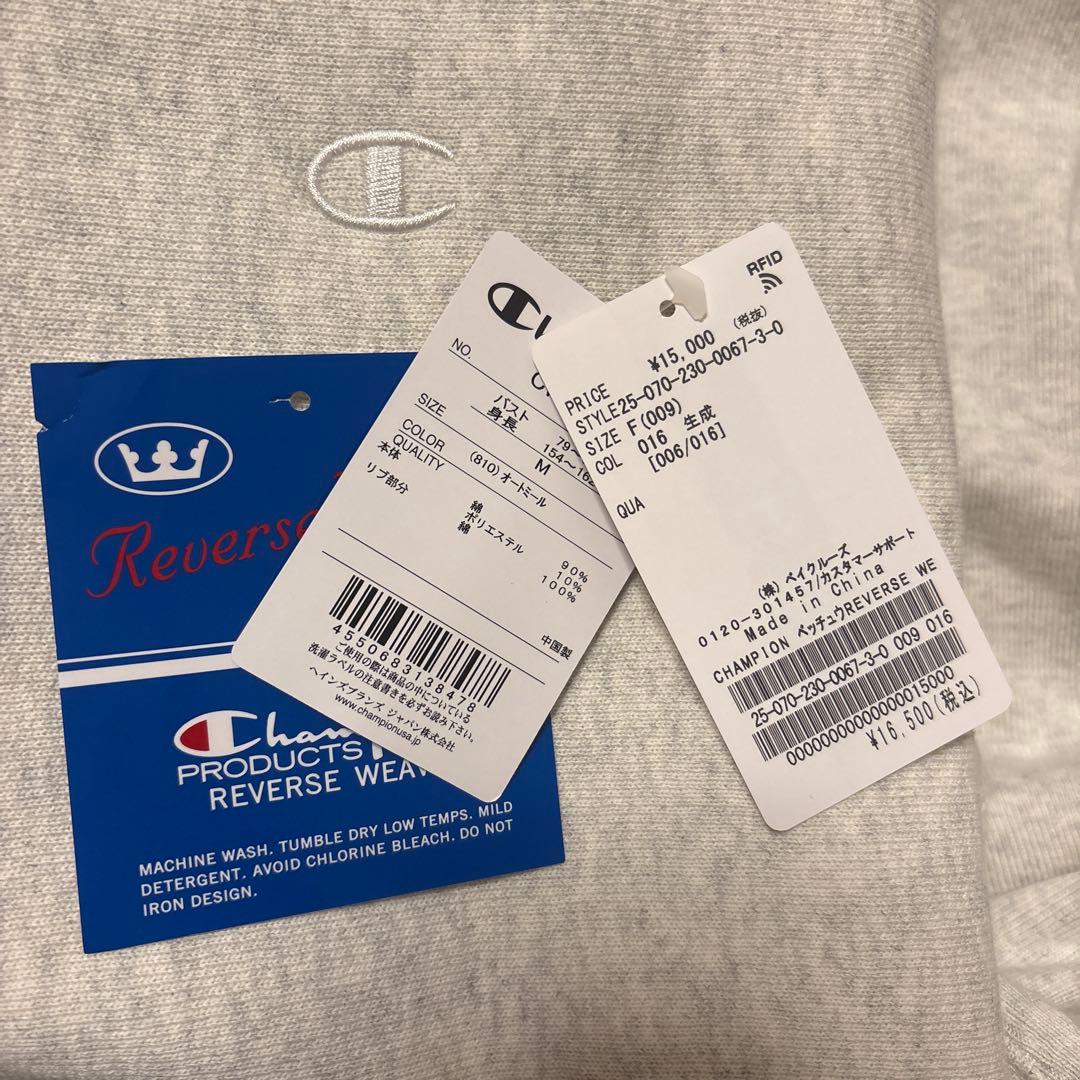 Reverse
Cham
PRODUCTS
REVERSE WEAV
MACHINE WASH. TUMBLE DRY LOW TEMPS. MILD
DETERGENT. AVOID CHLORINE BLEACH. DO NOT
IRON DESIGN.
NO.
SIZE
バスト 79~
身長 154~162
M
COLOR (810)オートミール
QUALITY
本体 綿 90%
ポリエステル 10%
リブ部分 綿 100%
中国製
4550683138478
ご使用の際は商品の中についている
洗濯ラベルの注意書きを必ずお読み下さい。
ヘインズブランズ ジャパン株式会社
www.championusa.jp
RFID
PRICE ¥15,000 (税抜)
STYLE25-070-230-0067-3-0
SIZE F(009)
COL 016 生成
[006/016]
QUA
(株) ベイクルーズ
0120-301457/カスタマーサポート
Made in China
CHAMPION ベッチュウREVERSE WE
25-070-230-0067-3-0 009 016
¥16,500(税込)